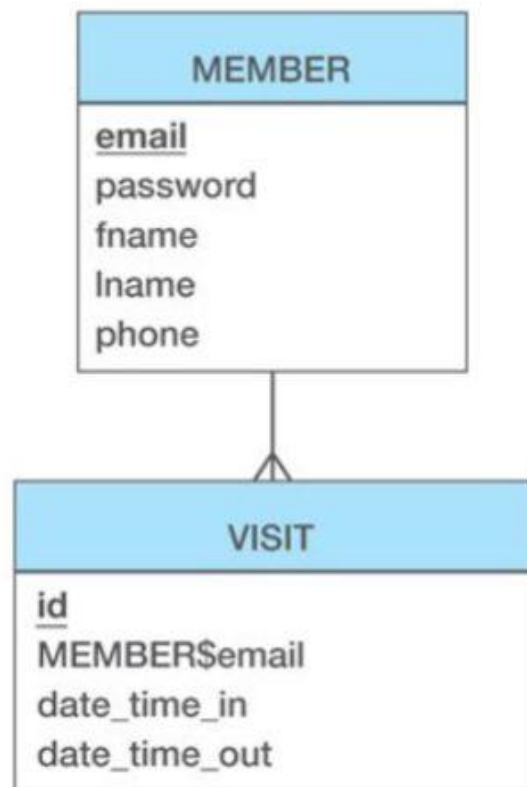 MEMBER
email
password
fname
lname
phone
VISIT
id
MEMBER$email
date_time_in
date_time_out